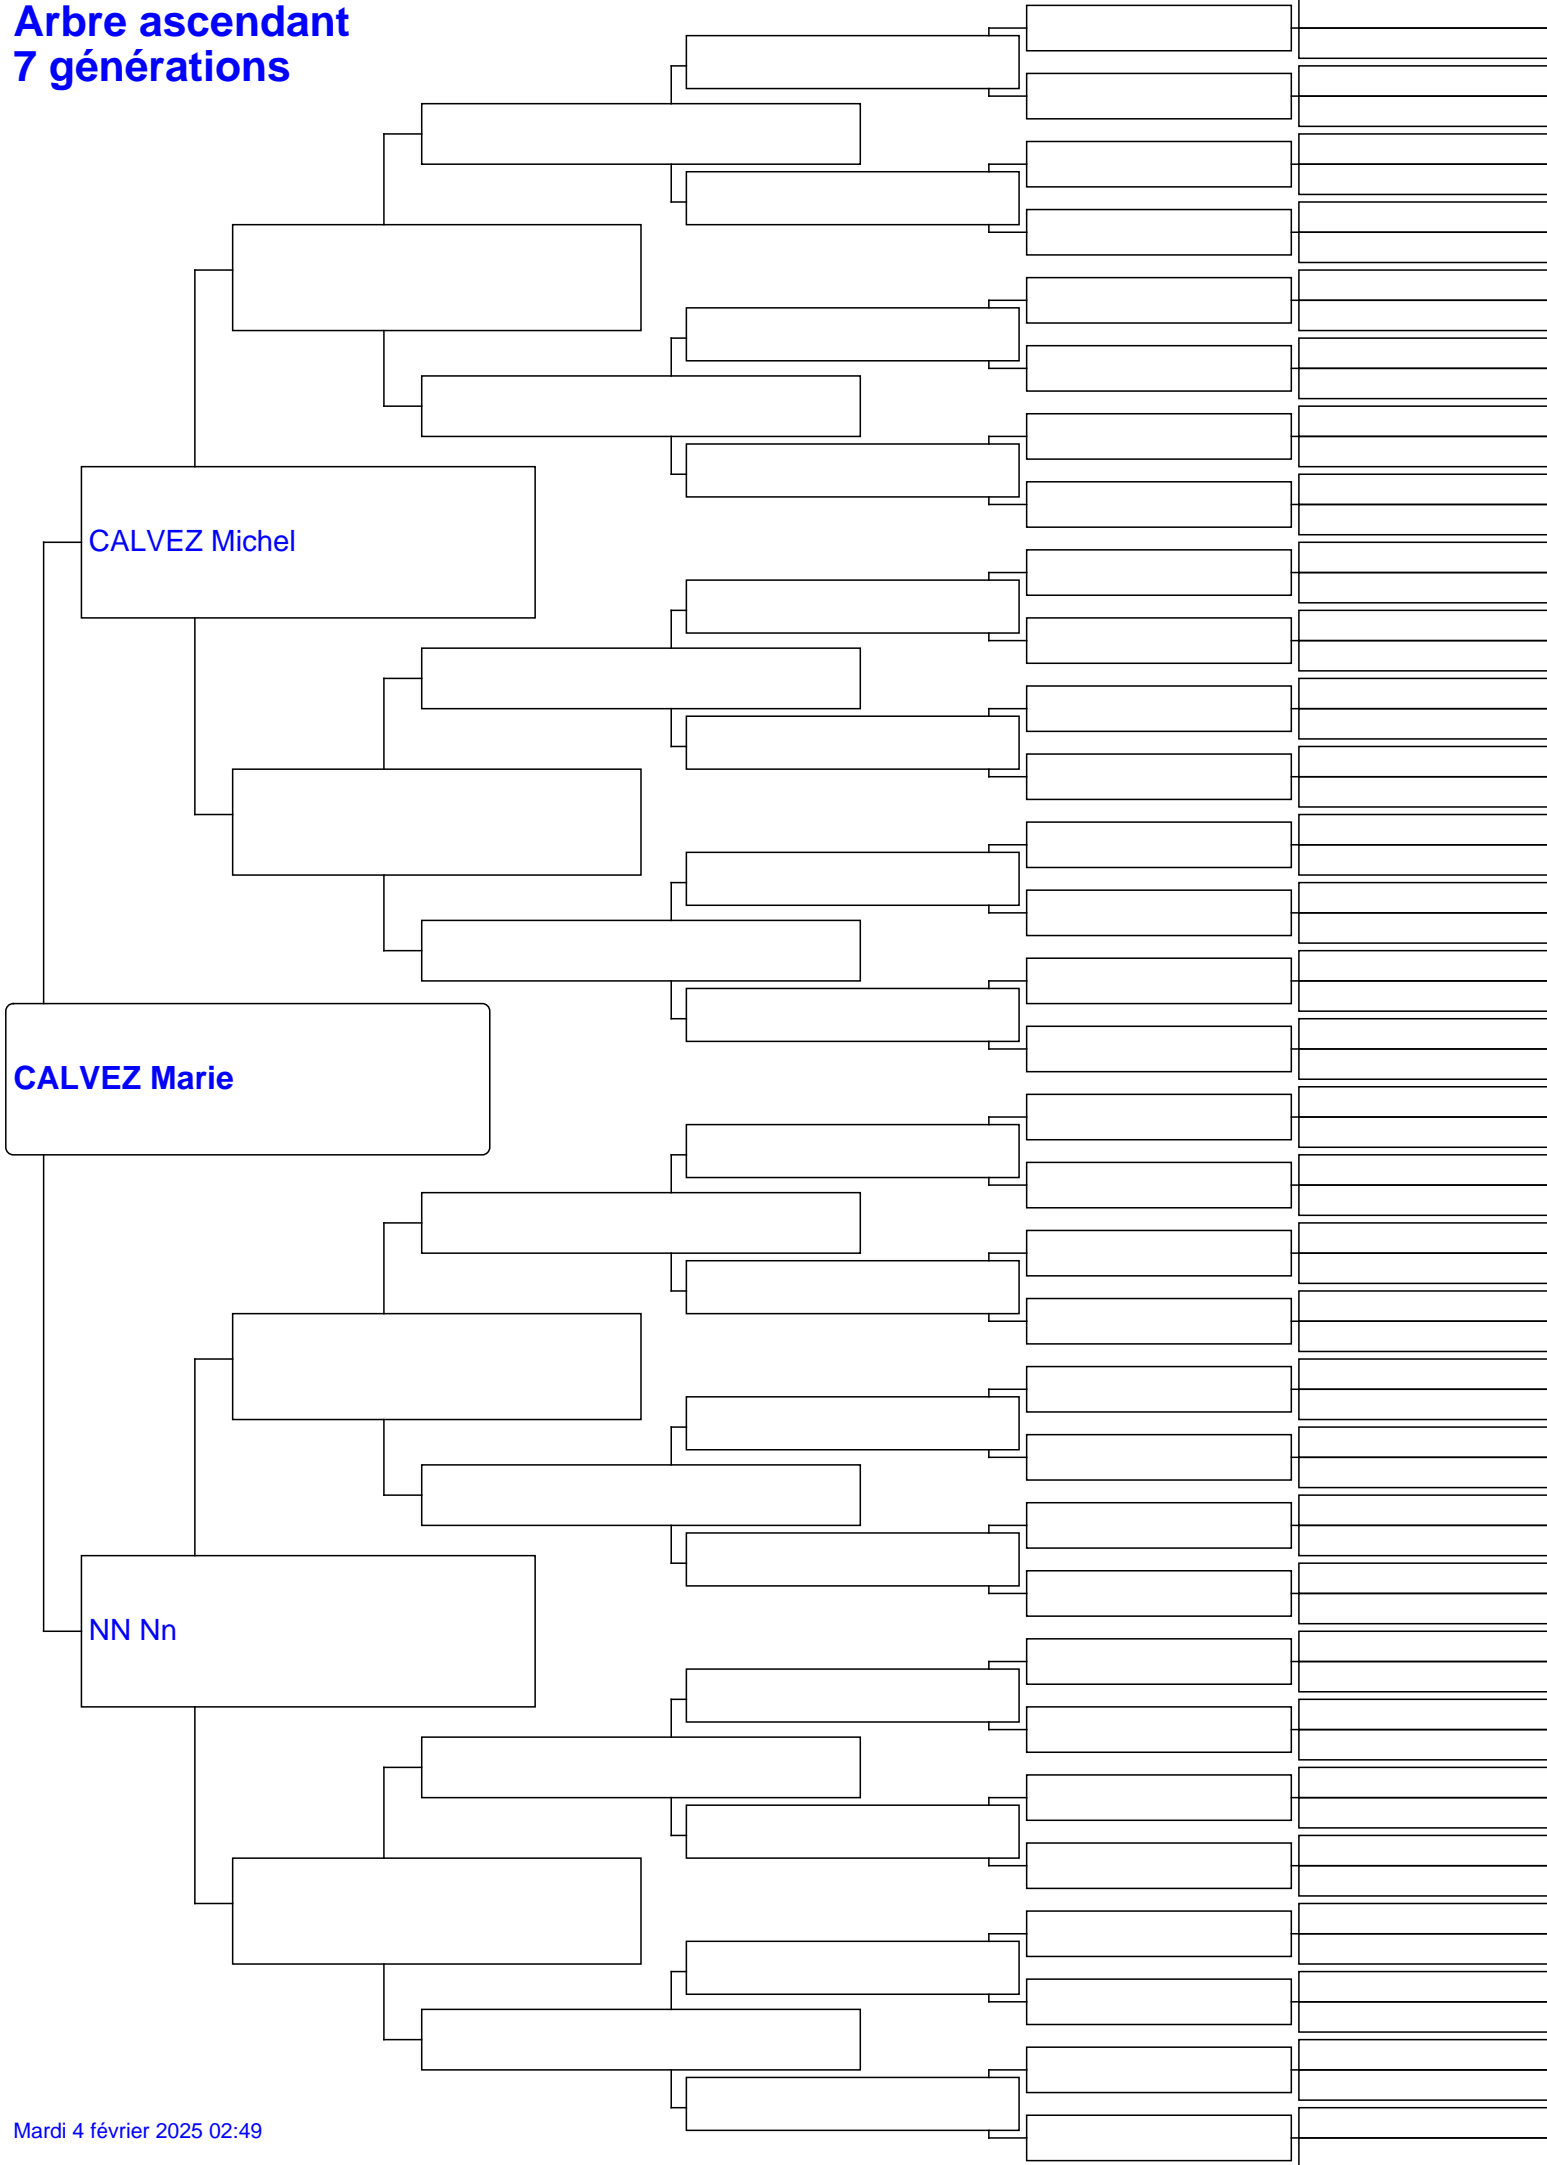 Arbre ascendant
7 générations
CALVEZ Michel
CALVEZ Marie
NN Nn
Mardi 4 février 2025 02:49